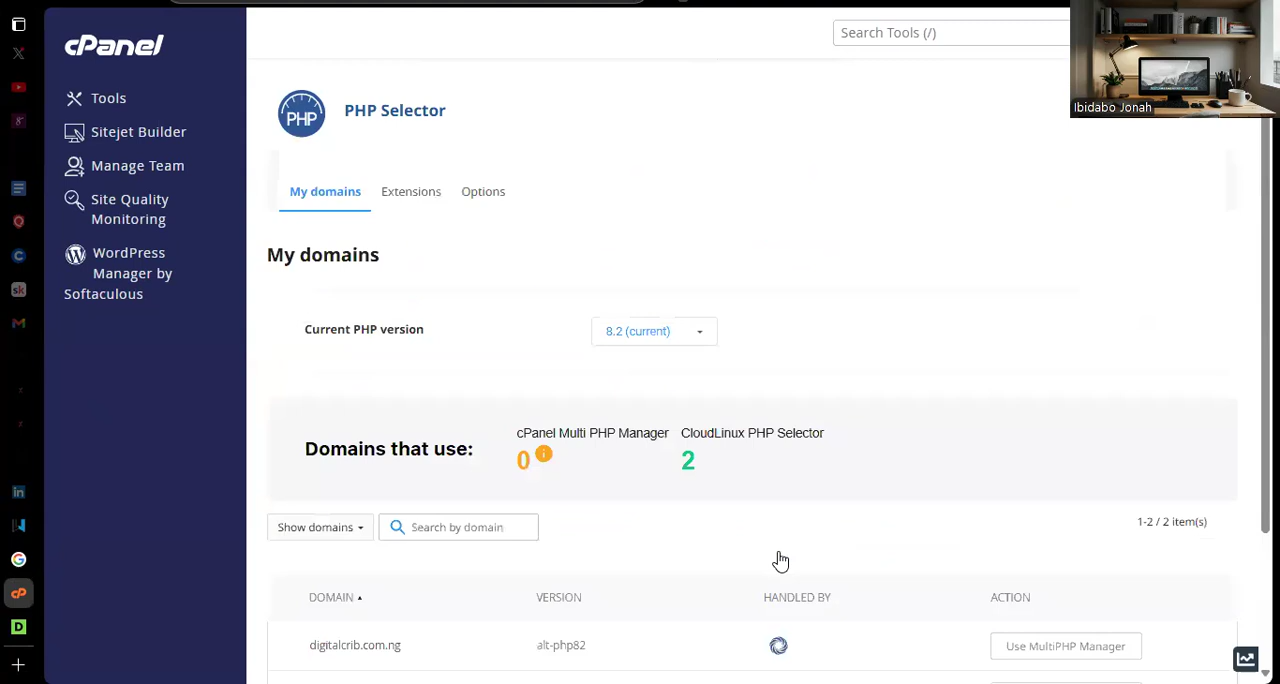 cPanel
Search Tools (/)
Ibidabo Jonah
Tools
Sitejet Builder
Manage Team
Site Quality
Monitoring
WordPress
Manager by
Softaculous
PHP
PHP Selector
My domains
Extensions
Options
My domains
Current PHP version
8.2 (current)
Domains that use:
cPanel Multi PHP Manager
0
CloudLinux PHP Selector
2
Show domains
Search by domain
1-2 / 2 item(s)
DOMAIN
VERSION
HANDLED BY
ACTION
digitalcrib.com.ng
alt-php82
Use MultiPHP Manager